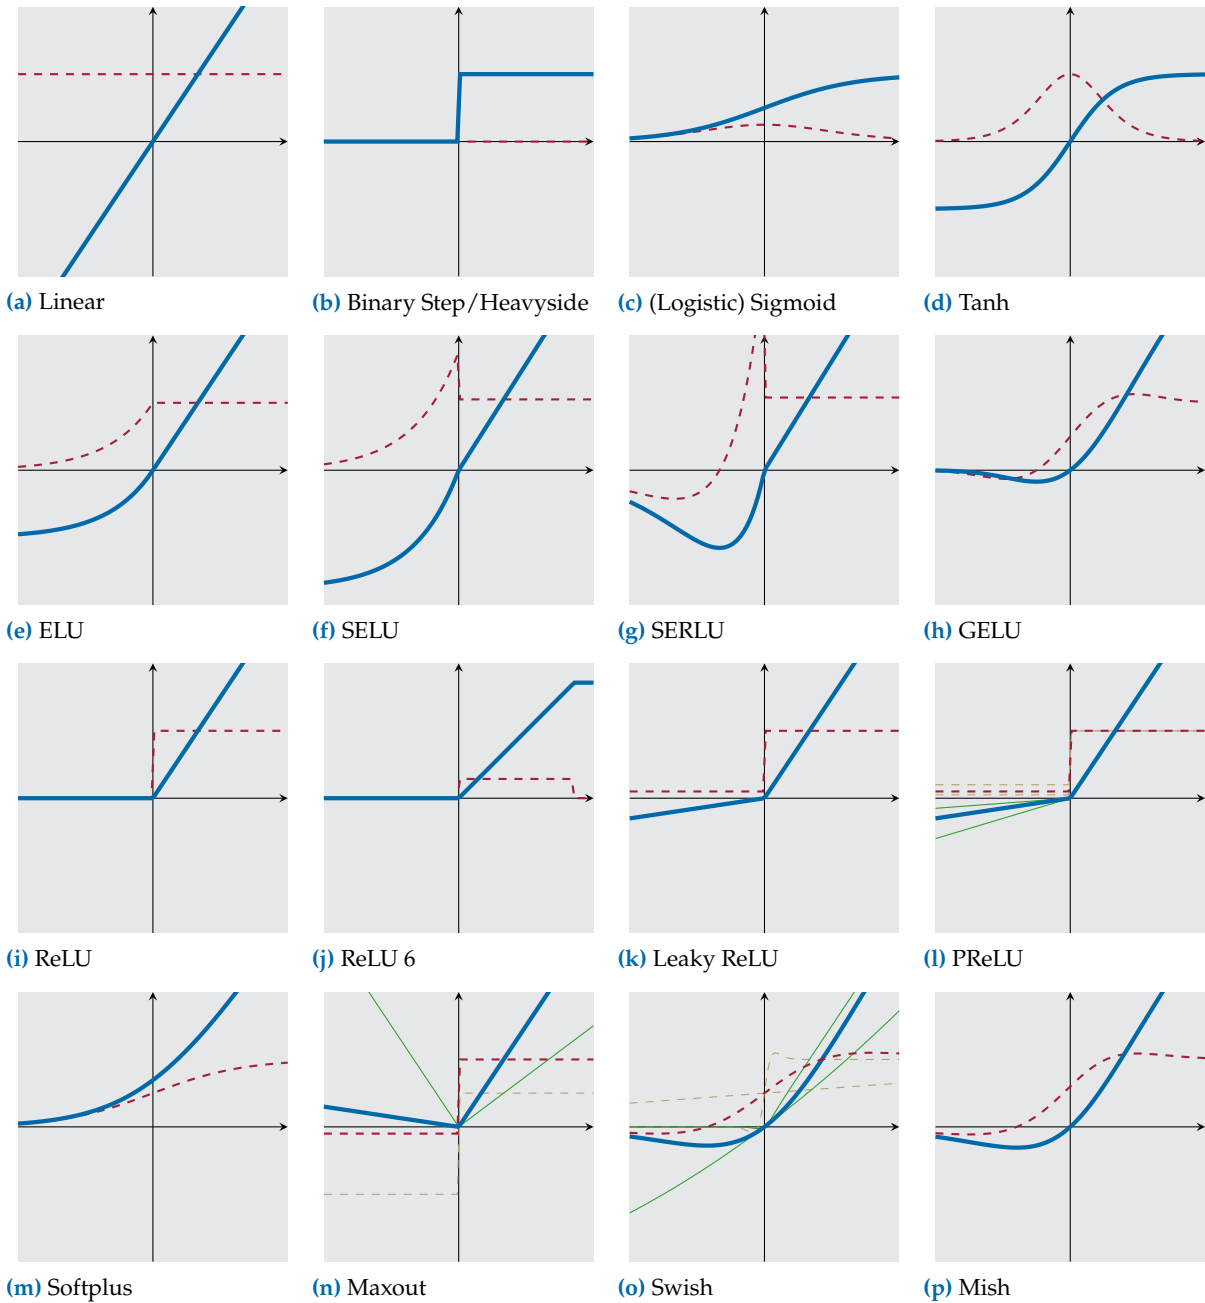 (a) Linear
(b) Binary Step/Heavyside
(c) (Logistic) Sigmoid
(d) Tanh
(e) ELU
(f) SELU
(g) SERLU
(h) GELU
(i) ReLU
(j) ReLU 6
(k) Leaky ReLU
(l) PReLU
(m) Softplus
(n) Maxout
(o) Swish
(p) Mish